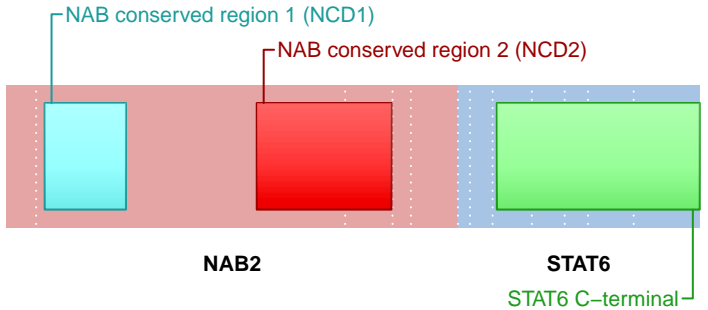 NAB conserved region 1 (NCD1)
NAB conserved region 2 (NCD2)
NAB2 STAT6
STAT6 C−terminal